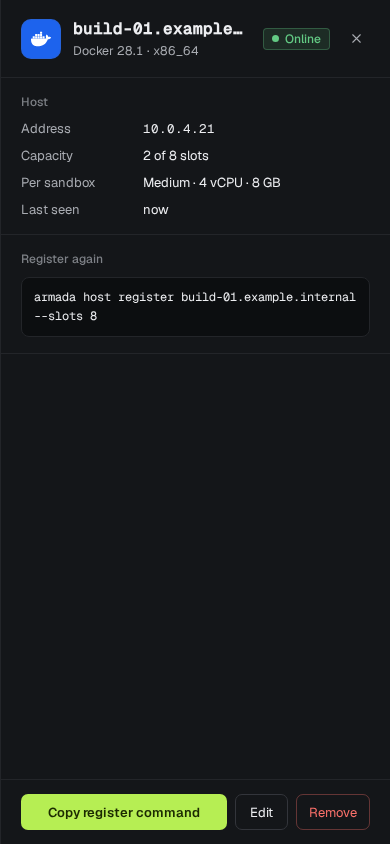 build-01.example…
Docker 28.1 · x86_64
Online
Host
Address 10.0.4.21
Capacity 2 of 8 slots
Per sandbox Medium · 4 vCPU · 8 GB
Last seen now
Register again
armada host register build-01.example.internal
--slots 8
Copy register command Edit Remove